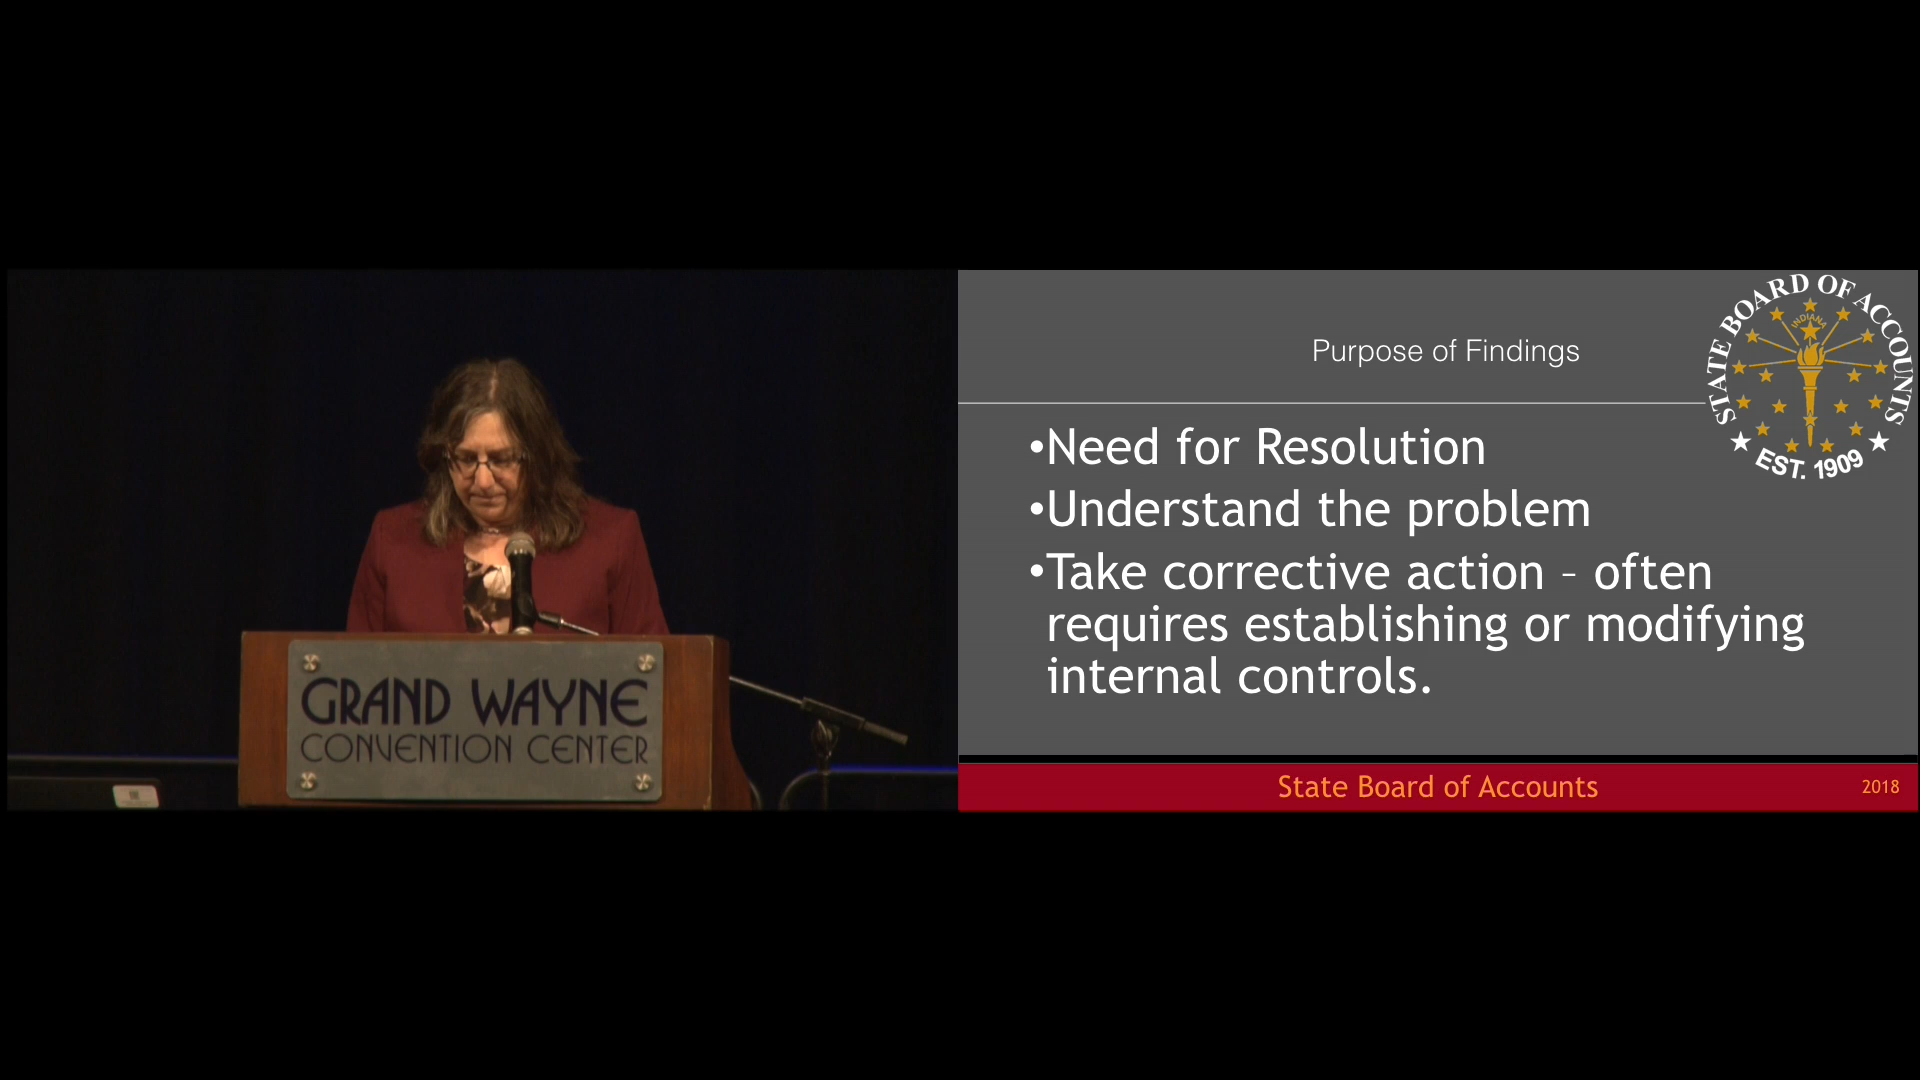 GRAND WAYNE
CONVENTION CENTER
Purpose of Findings
STATE BOARD OF ACCOUNTS
INDIANA
EST. 1909
•Need for Resolution
•Understand the problem
•Take corrective action – often
requires establishing or modifying
internal controls.
State Board of Accounts
2018